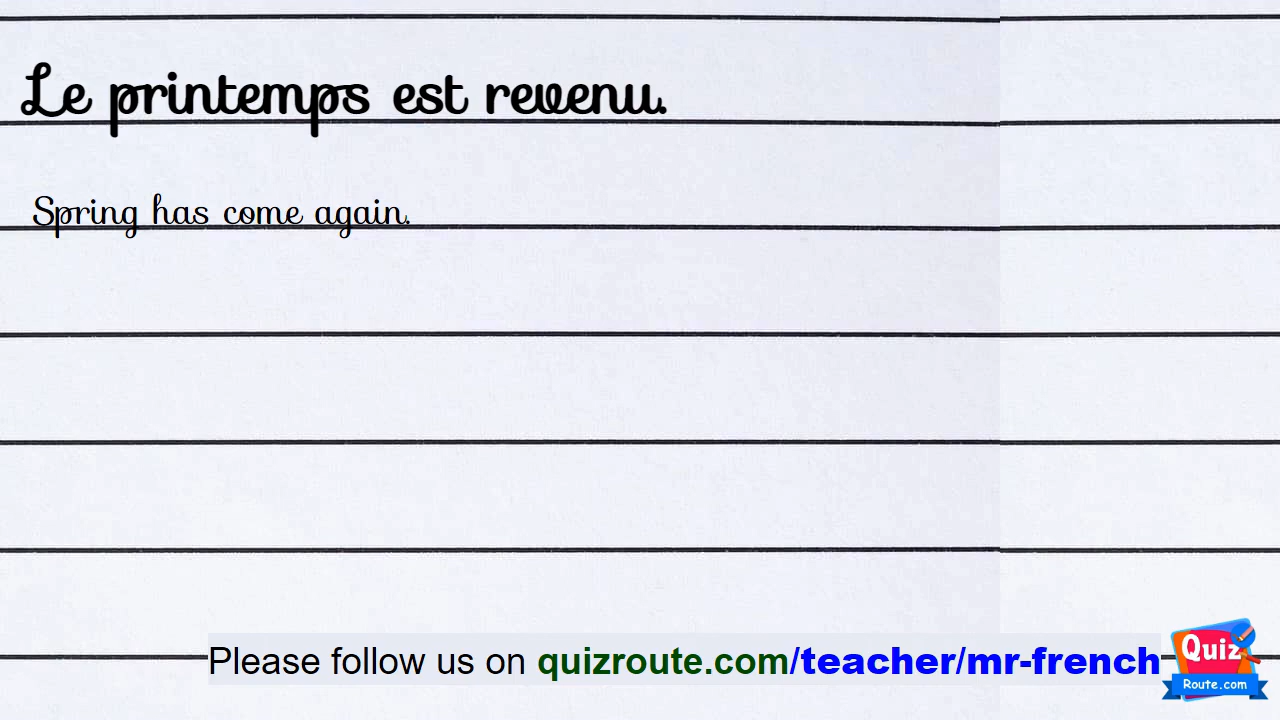 Le printemps est revenu.
Spring has come again.
Please follow us on quizroute.com/teacher/mr-french
Quiz
Route.com